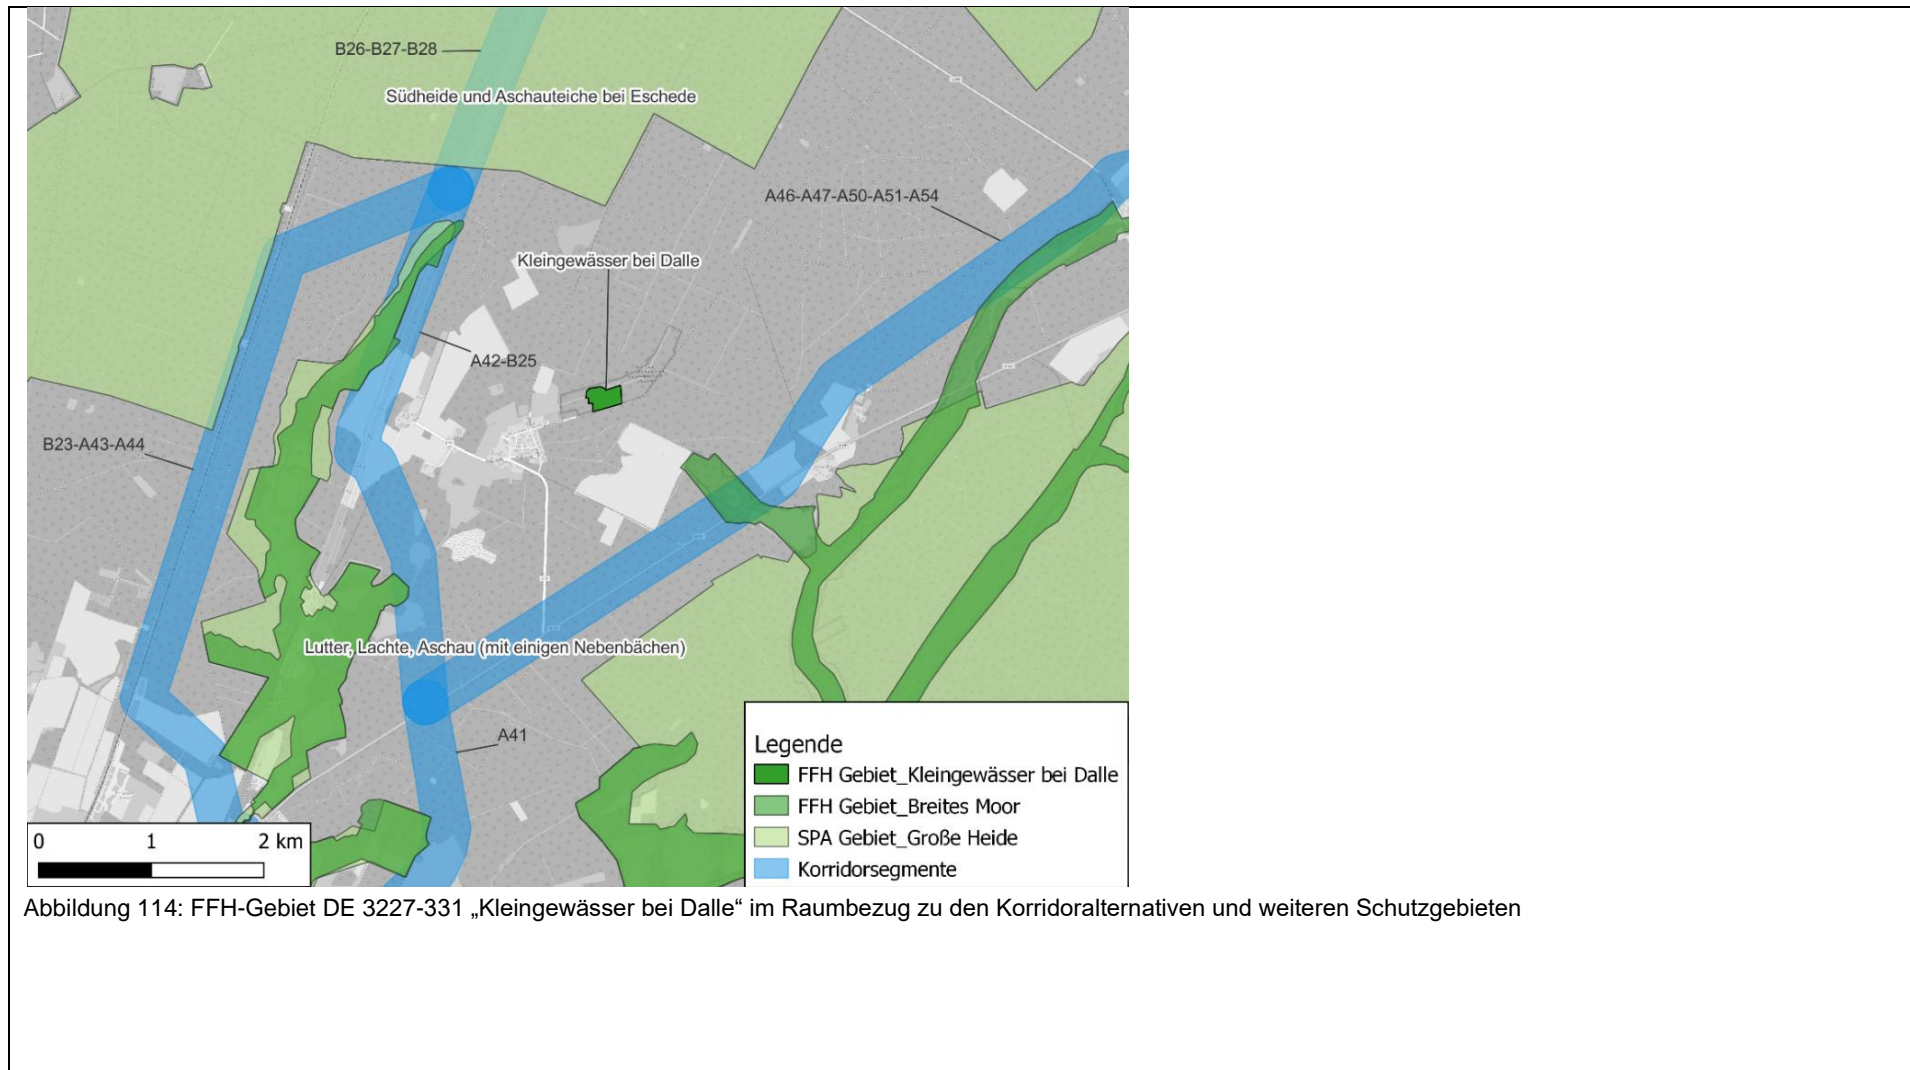 B26-B27-B28
Südheide und Aschauteiche bei Eschede
A46-A47-A50-A51-A54
Kleingewässer bei Dalle
A42-B25
B23-A43-A44
Lutter, Lachte, Aschau (mit einigen Nebenbächen)
A41
Legende
FFH Gebiet_Kleingewässer bei Dalle
FFH Gebiet_Breites Moor
SPA Gebiet_Große Heide
Korridorsegmente
0 1 2 km
Abbildung 114: FFH-Gebiet DE 3227-331 „Kleingewässer bei Dalle“ im Raumbezug zu den Korridoralternativen und weiteren Schutzgebieten